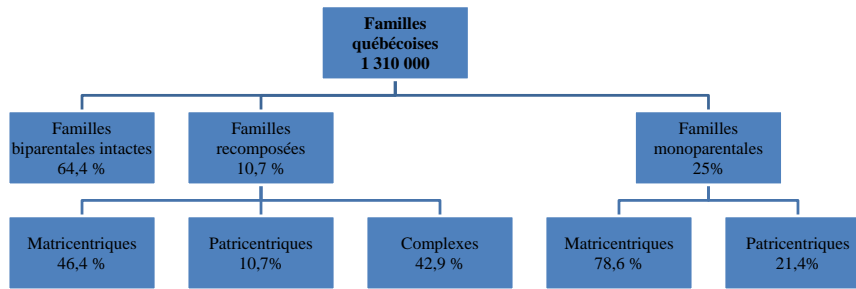 Familles
québécoises
1 310 000
Familles
biparentales intactes
64,4 %
Familles
recomposées
10,7 %
Familles
monoparentales
25%
Matricentriques
46,4 %
Patricentriques
10,7%
Complexes
42,9 %
Matricentriques
78,6 %
Patricentriques
21,4%